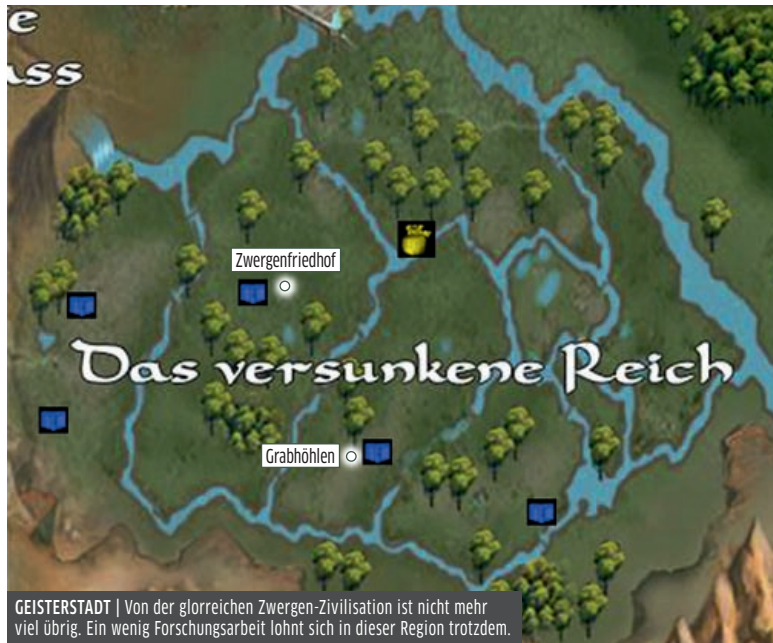 e
ass
Zwergenfriedhof
Das versunkene Reich
Grabhöhlen
GEISTERSTADT | Von der glorreichen Zwergen-Zivilisation ist nicht mehr
viel übrig. Ein wenig Forschungsarbeit lohnt sich in dieser Region trotzdem.